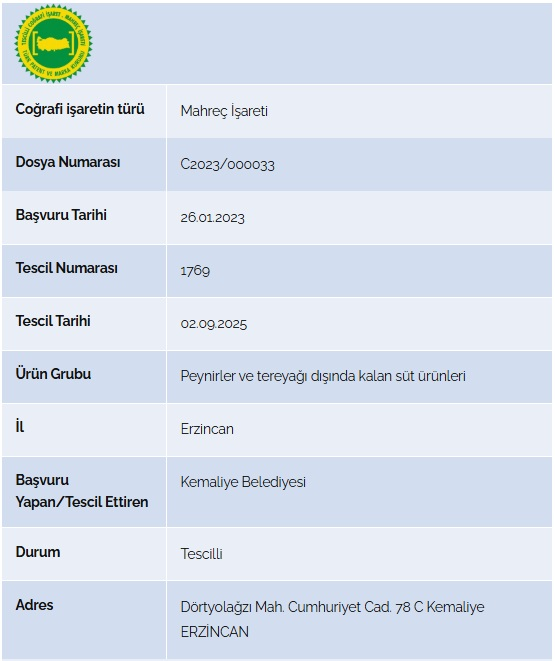 TESCİLLİ COĞRAFİ İŞARET - MAHREÇ İŞARETİ
TÜRK PATENT VE MARKA KURUMU
Coğrafi işaretin türü Mahreç İşareti
Dosya Numarası C2023/000033
Başvuru Tarihi 26.01.2023
Tescil Numarası 1769
Tescil Tarihi 02.09.2025
Ürün Grubu Peynirler ve tereyağı dışında kalan süt ürünleri
İl Erzincan
Başvuru Kemaliye Belediyesi
Yapan/Tescil Ettiren
Durum Tescilli
Adres Dörtyolağzı Mah. Cumhuriyet Cad. 78 C Kemaliye
ERZİNCAN